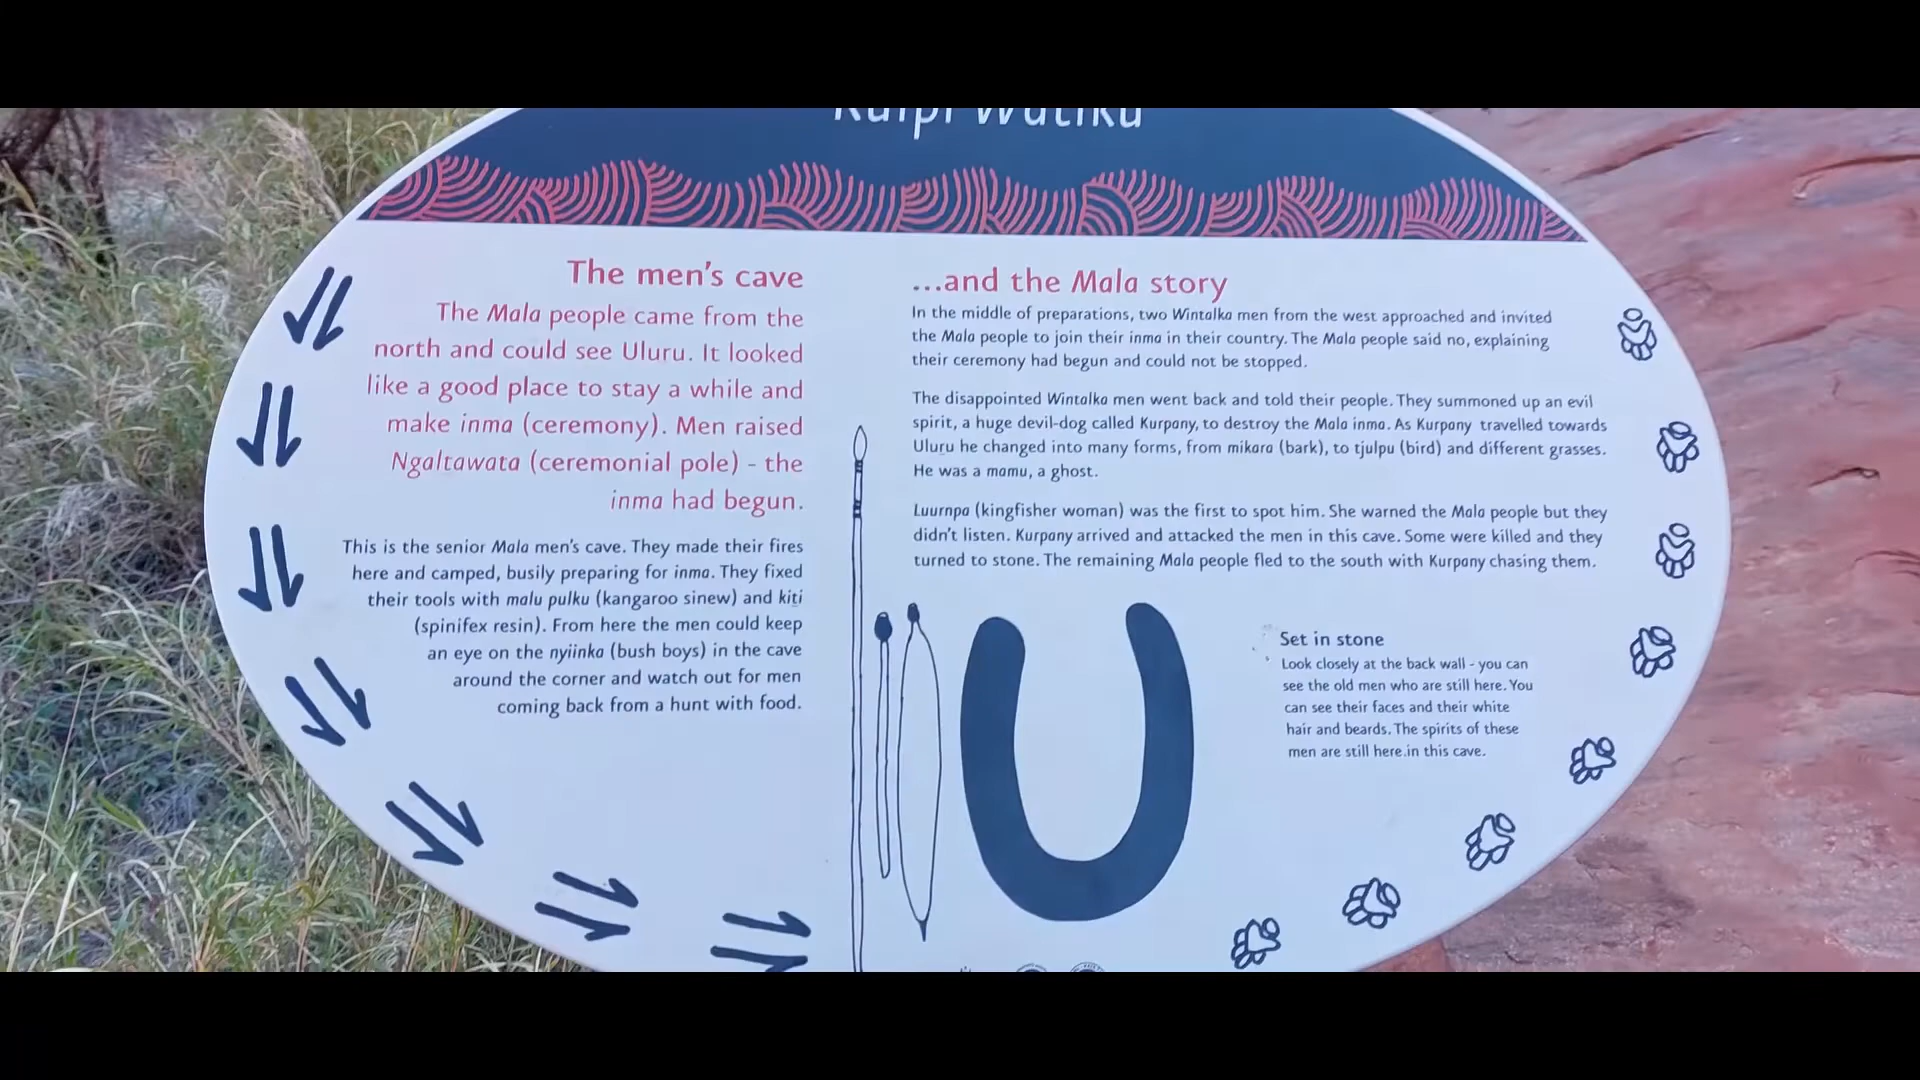 Kulpi Watiku
The men's cave
The Mala people came from the
north and could see Uluru. It looked
like a good place to stay a while and
make inma (ceremony). Men raised
Ngaltawata (ceremonial pole) - the
inma had begun.
This is the senior Mala men's cave. They made their fires
here and camped, busily preparing for inma. They fixed
their tools with malu pulku (kangaroo sinew) and kiṯi
(spinifex resin). From here the men could keep
an eye on the nyiinka (bush boys) in the cave
around the corner and watch out for men
coming back from a hunt with food.
...and the Mala story
In the middle of preparations, two Wintalka men from the west approached and invited
the Mala people to join their inma in their country. The Mala people said no, explaining
their ceremony had begun and could not be stopped.
The disappointed Wintalka men went back and told their people. They summoned up an evil
spirit, a huge devil-dog called Kurpany, to destroy the Mala inma. As Kurpany travelled towards
Uluṟu he changed into many forms, from mikara (bark), to tjulpu (bird) and different grasses.
He was a mamu, a ghost.
Luurnpa (kingfisher woman) was the first to spot him. She warned the Mala people but they
didn't listen. Kurpany arrived and attacked the men in this cave. Some were killed and they
turned to stone. The remaining Mala people fled to the south with Kurpany chasing them.
Set in stone
Look closely at the back wall - you can
see the old men who are still here. You
can see their faces and their white
hair and beards. The spirits of these
men are still here in this cave.